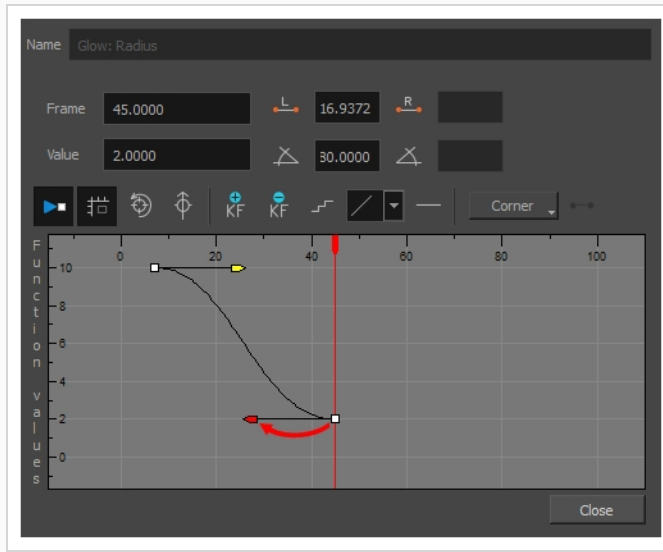 Name Glow: Radius
Frame 45.0000 L 16.9372 R
Value 2.0000 30.0000
KF KF Corner
Function values
0 20 40 60 80 100
10
8
6
4
2
0
Close